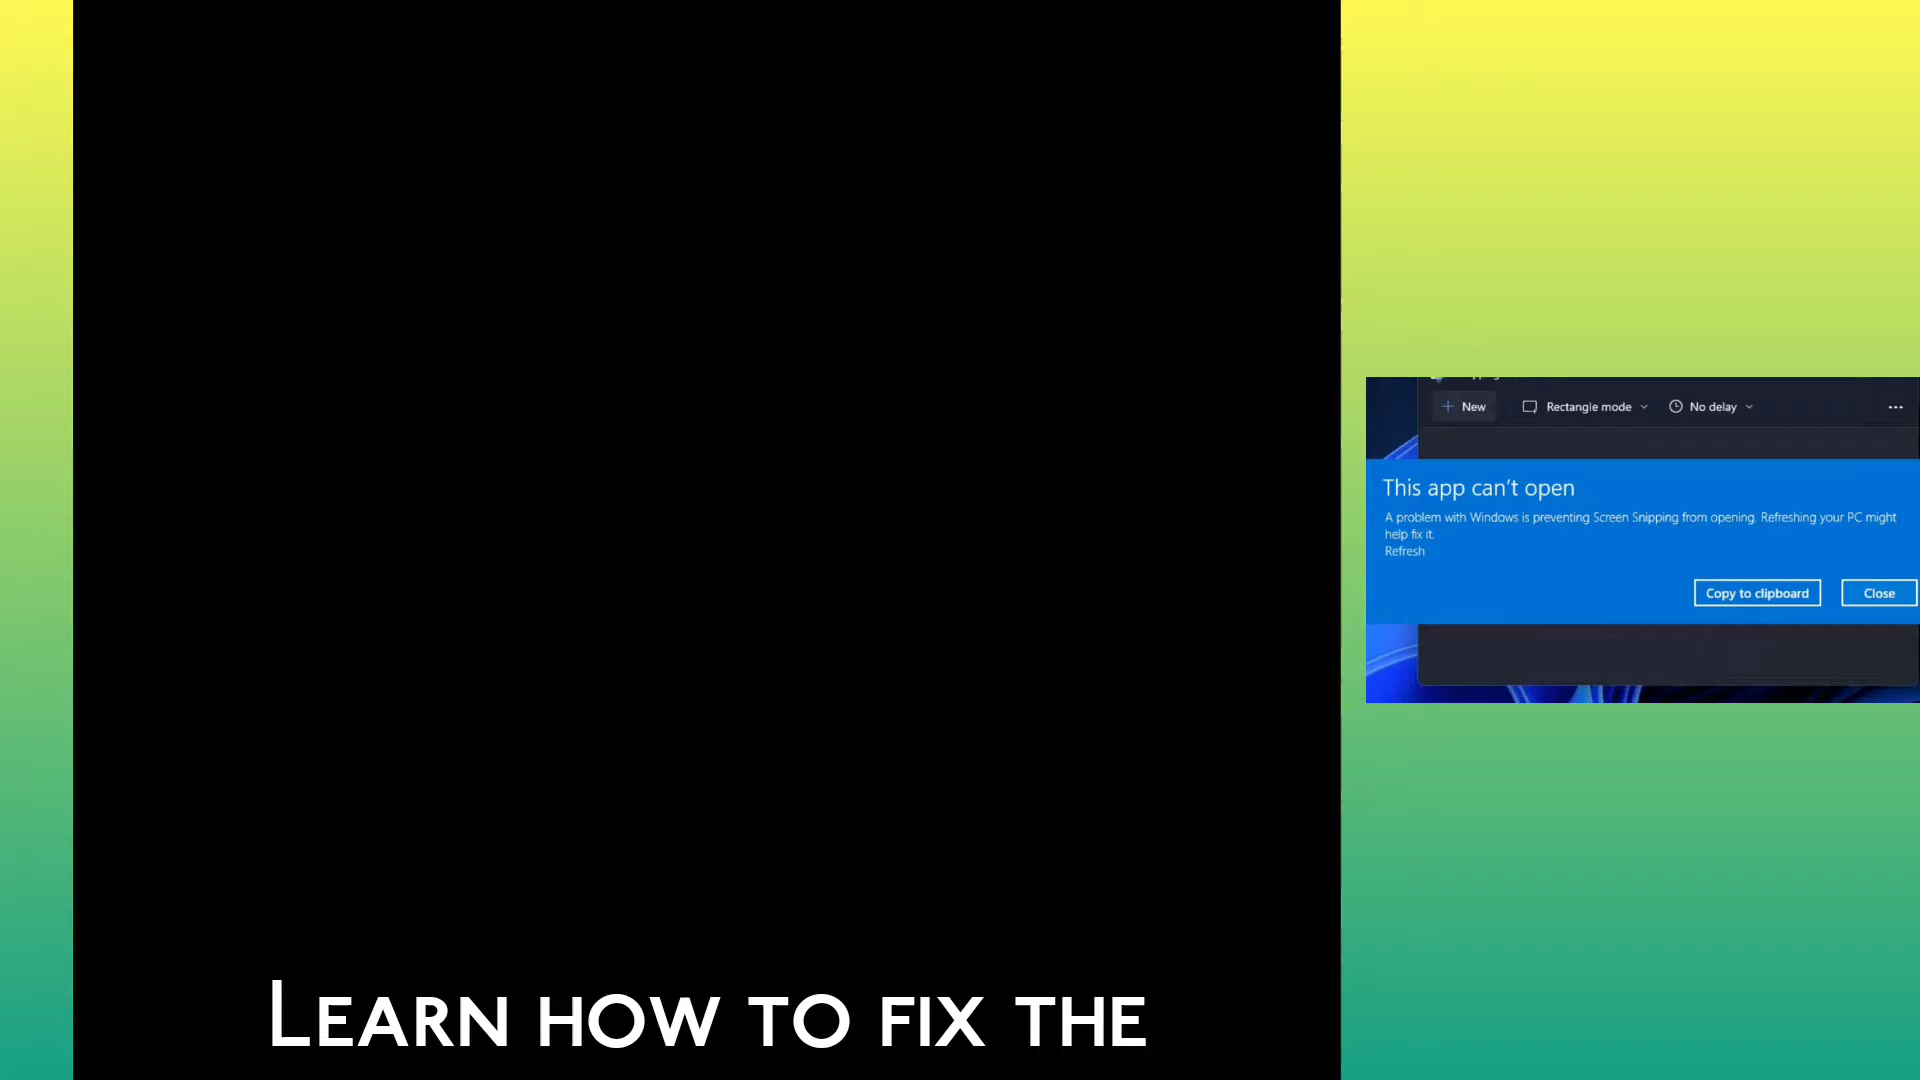 Learn how to fix the
New
Rectangle mode
No delay
This app can't open
A problem with Windows is preventing Screen Snipping from opening. Refreshing your PC might
help fix it.
Refresh
Copy to clipboard
Close